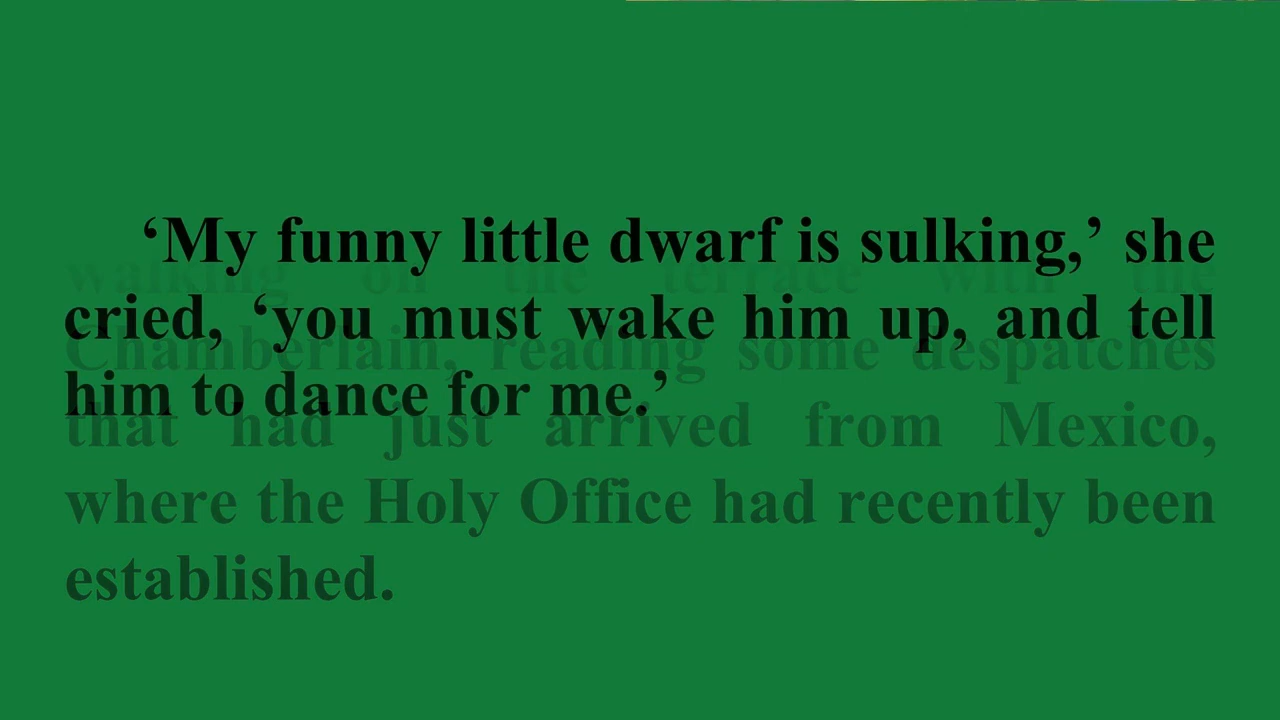 ‘My funny little dwarf is sulking,’ she
walking on the terrace with the
cried, ‘you must wake him up, and tell
Chamberlain, reading some despatches
him to dance for me.’
that had just arrived from Mexico,
where the Holy Office had recently been
established.